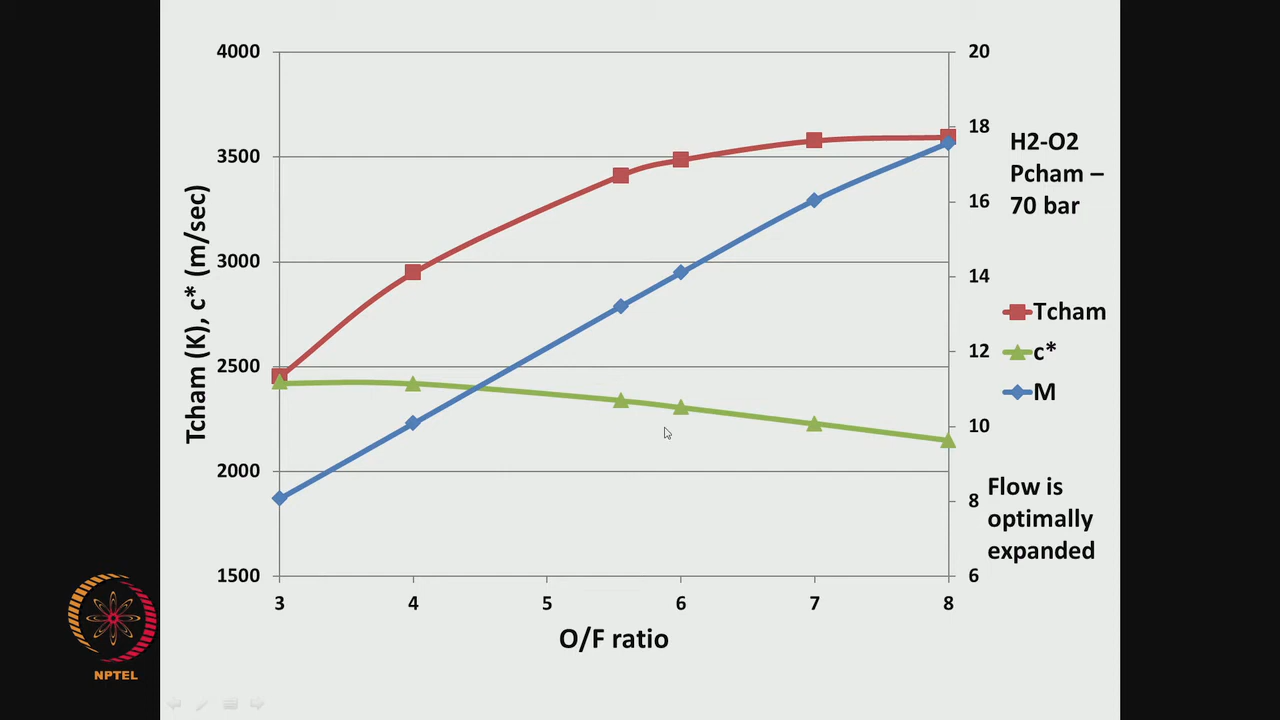 4000
3500
3000
2500
2000
1500
Tcham (K), c* (m/sec)
3 4 5 6 7 8
O/F ratio
20
18
16
14
12
10
8
6
H2-O2
Pcham –
70 bar
Tcham
c*
M
Flow is
optimally
expanded
NPTEL